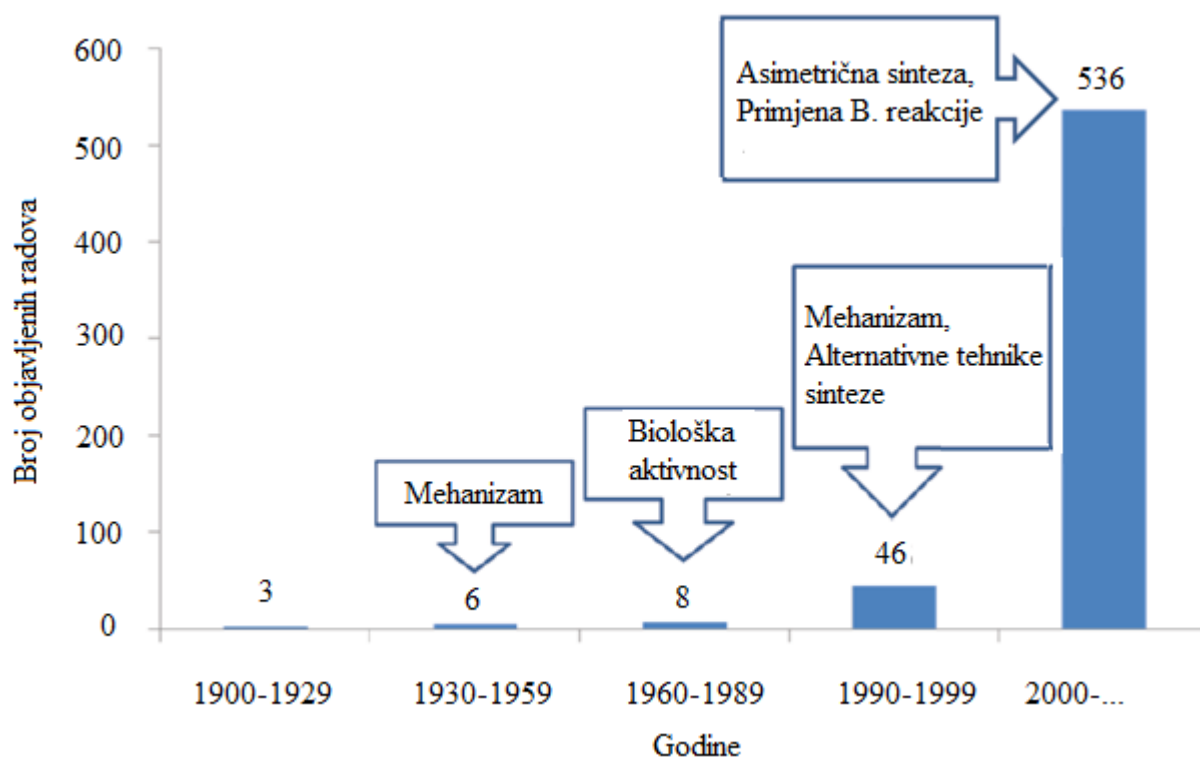 600
500
400
300
200
100
0
Broj objavljenih radova
Asimetrična sinteza,
Primjena B. reakcije
536
Mehanizam,
Alternativne tehnike
sinteze
46
Biološka
aktivnost
8
Mehanizam
6
3
1900-1929
1930-1959
1960-1989
1990-1999
2000-...
Godine